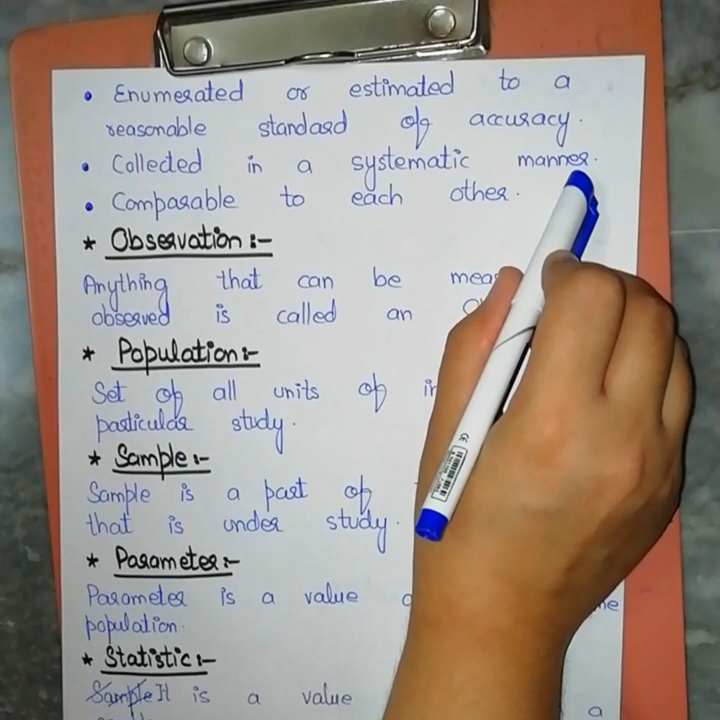 • Enumerated or estimated to a
reasonable standard of accuracy.
• Collected in a systematic manner.
• Comparable to each other.
* Observation:-
Anything that can be
observed is called an
* Population:-
Set of all units of
particular study.
* Sample:-
Sample is a part of
that is under study.
* Parameter:-
Parameter is a value
population.
* Statistic:-
It is a value
a